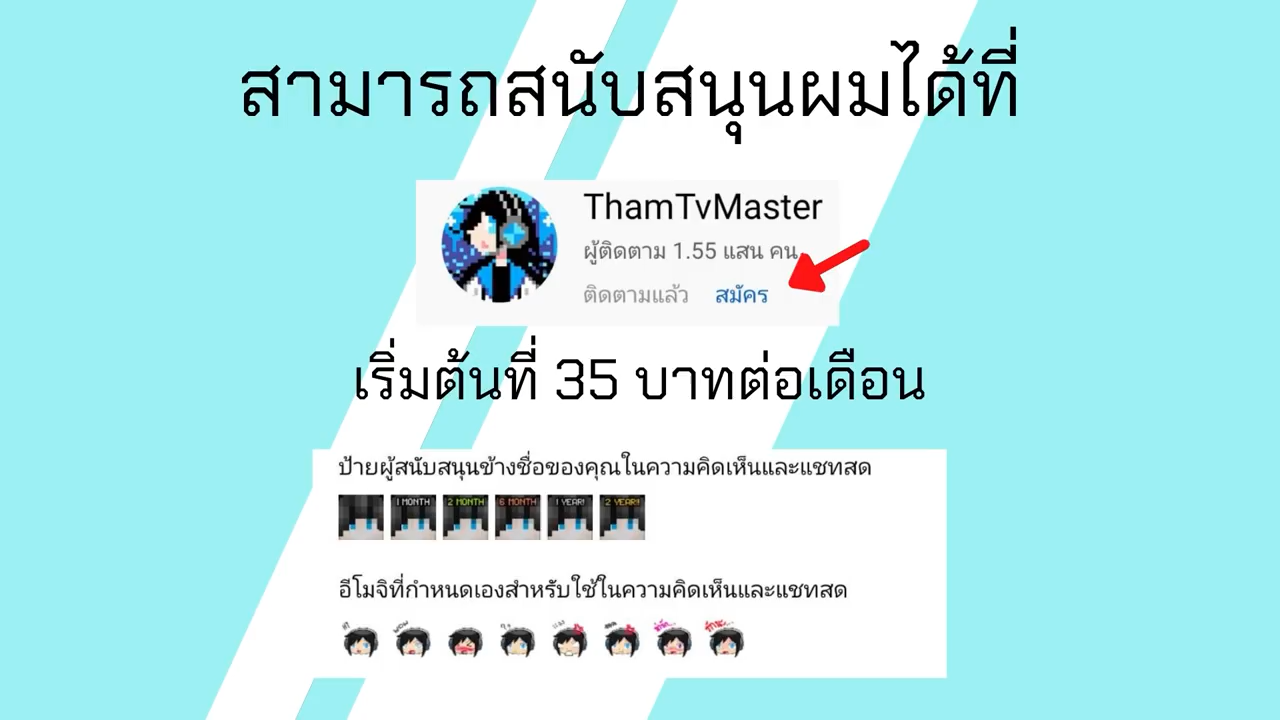 สามารถสนับสนุนผมได้ที่
ThamTvMaster
ผู้ติดตาม 1.55 แสน คน
ติดตามแล้ว สมัคร
เริ่มต้นที่ 35 บาทต่อเดือน
ป้ายผู้สนับสนุนข้างชื่อของคุณในความคิดเห็นและแชทสด
1 MONTH 2 MONTH 6 MONTH 1 YEAR! 2 YEAR!!
อีโมจิที่กำหนดเองสำหรับใช้ในความคิดเห็นและแชทสด